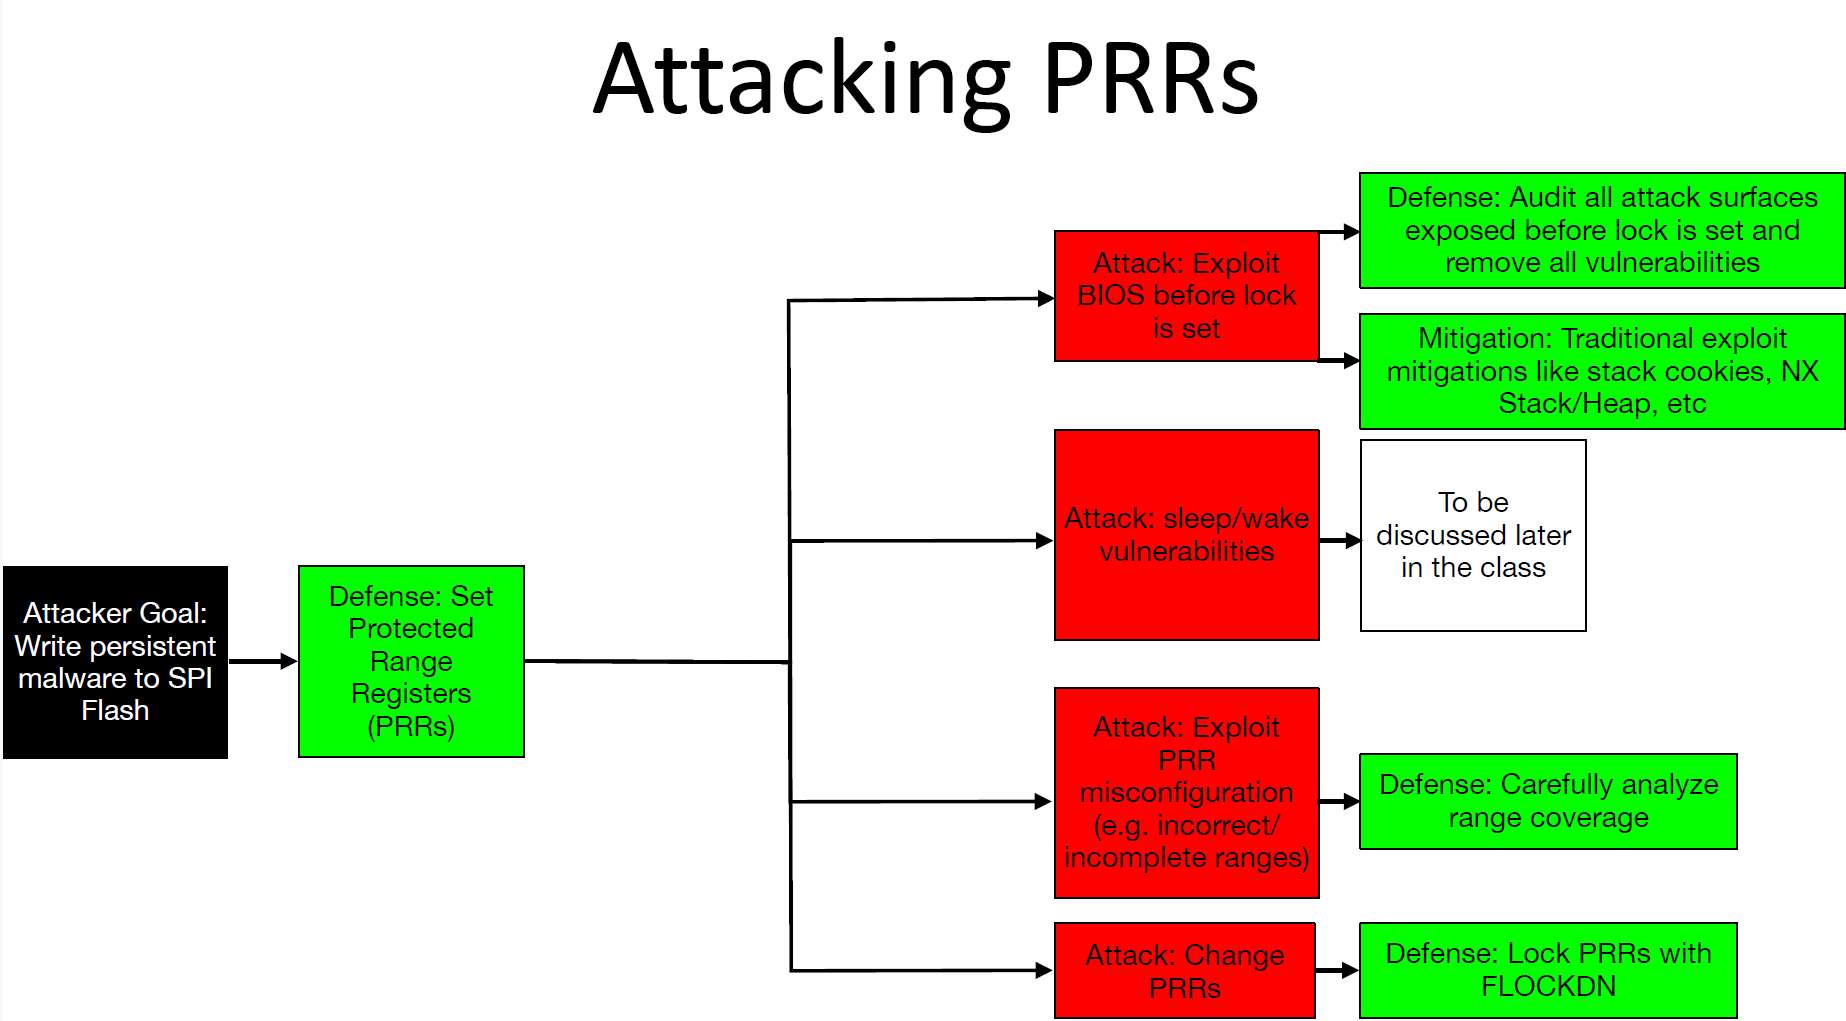 Attacking PRRs
Attacker Goal:
Write persistent
malware to SPI
Flash
Defense: Set
Protected
Range
Registers
(PRRs)
Attack: Exploit
BIOS before lock
is set
Defense: Audit all attack surfaces
exposed before lock is set and
remove all vulnerabilities
Mitigation: Traditional exploit
mitigations like stack cookies, NX
Stack/Heap, etc
Attack: sleep/wake
vulnerabilities
To be
discussed later
in the class
Attack: Exploit
PRR
misconfiguration
(e.g. incorrect/
incomplete ranges)
Defense: Carefully analyze
range coverage
Attack: Change
PRRs
Defense: Lock PRRs with
FLOCKDN